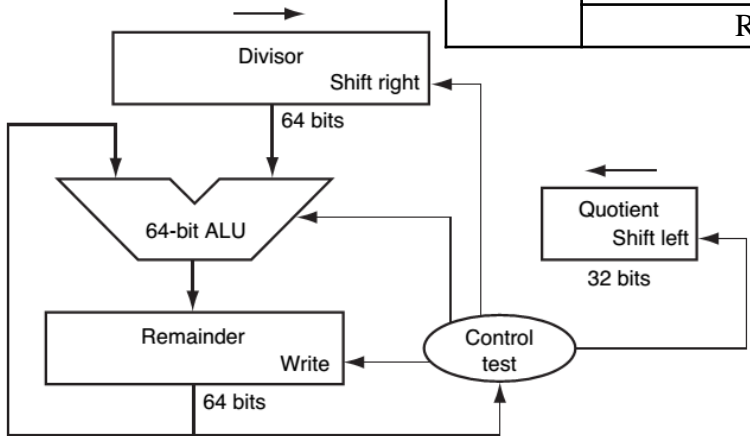 R
Divisor
Shift right
64 bits
64-bit ALU
Quotient
Shift left
32 bits
Remainder
Write
Control
test
64 bits